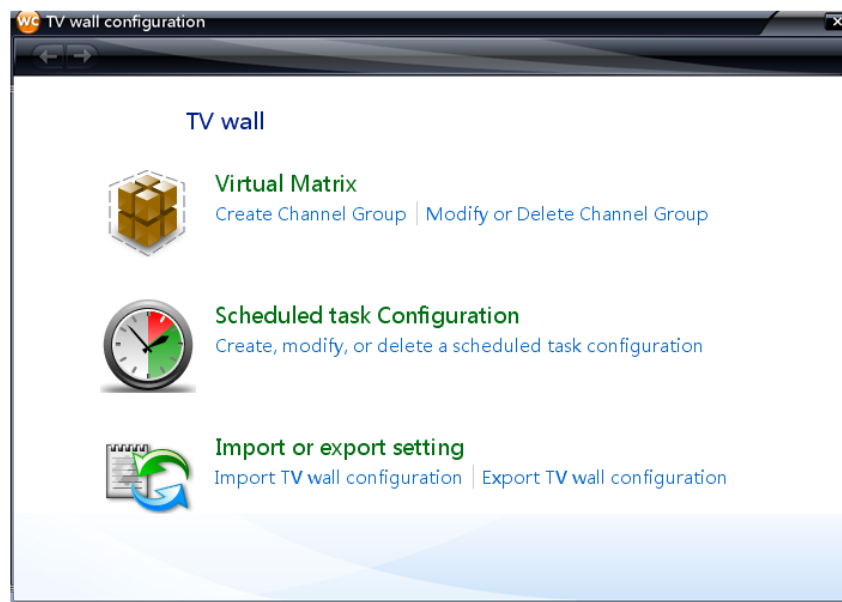 WC TV wall configuration
TV wall
Virtual Matrix
Create Channel Group | Modify or Delete Channel Group
Scheduled task Configuration
Create, modify, or delete a scheduled task configuration
Import or export setting
Import TV wall configuration | Export TV wall configuration